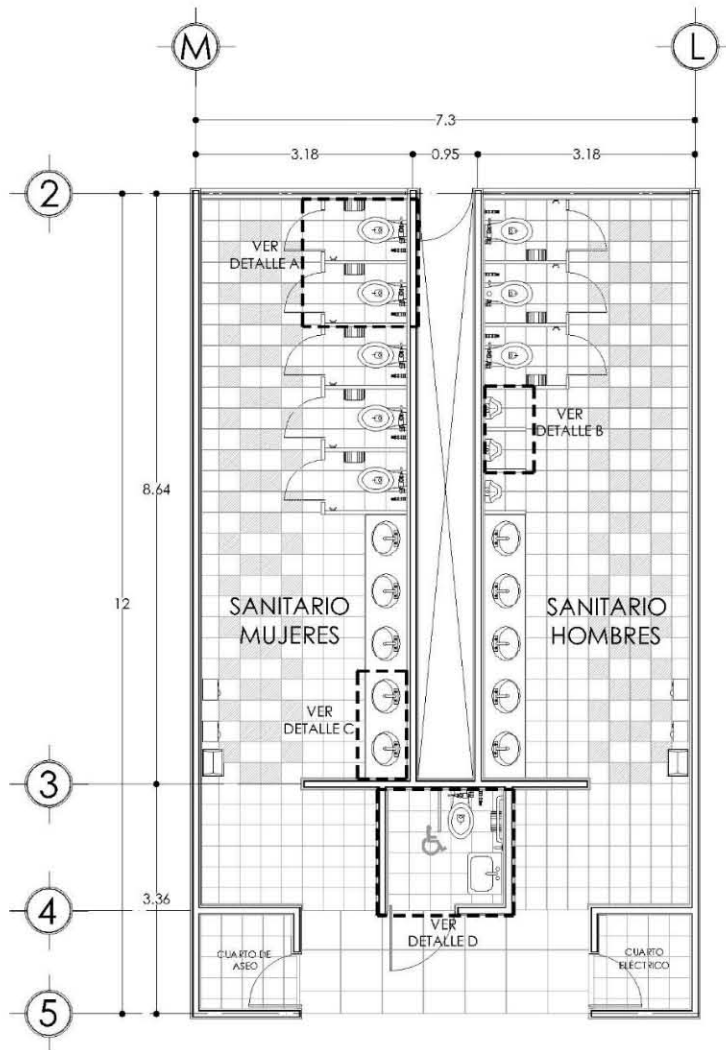 M
L
7.3
3.18
0.95
3.18
2
VER
DETALLE A
VER
DETALLE B
8.64
12
SANITARIO
MUJERES
SANITARIO
HOMBRES
VER
DETALLE C
3
3.36
4
VER
DETALLE D
CUARTO DE
ASEO
CUARTO
ELÉCTRICO
5